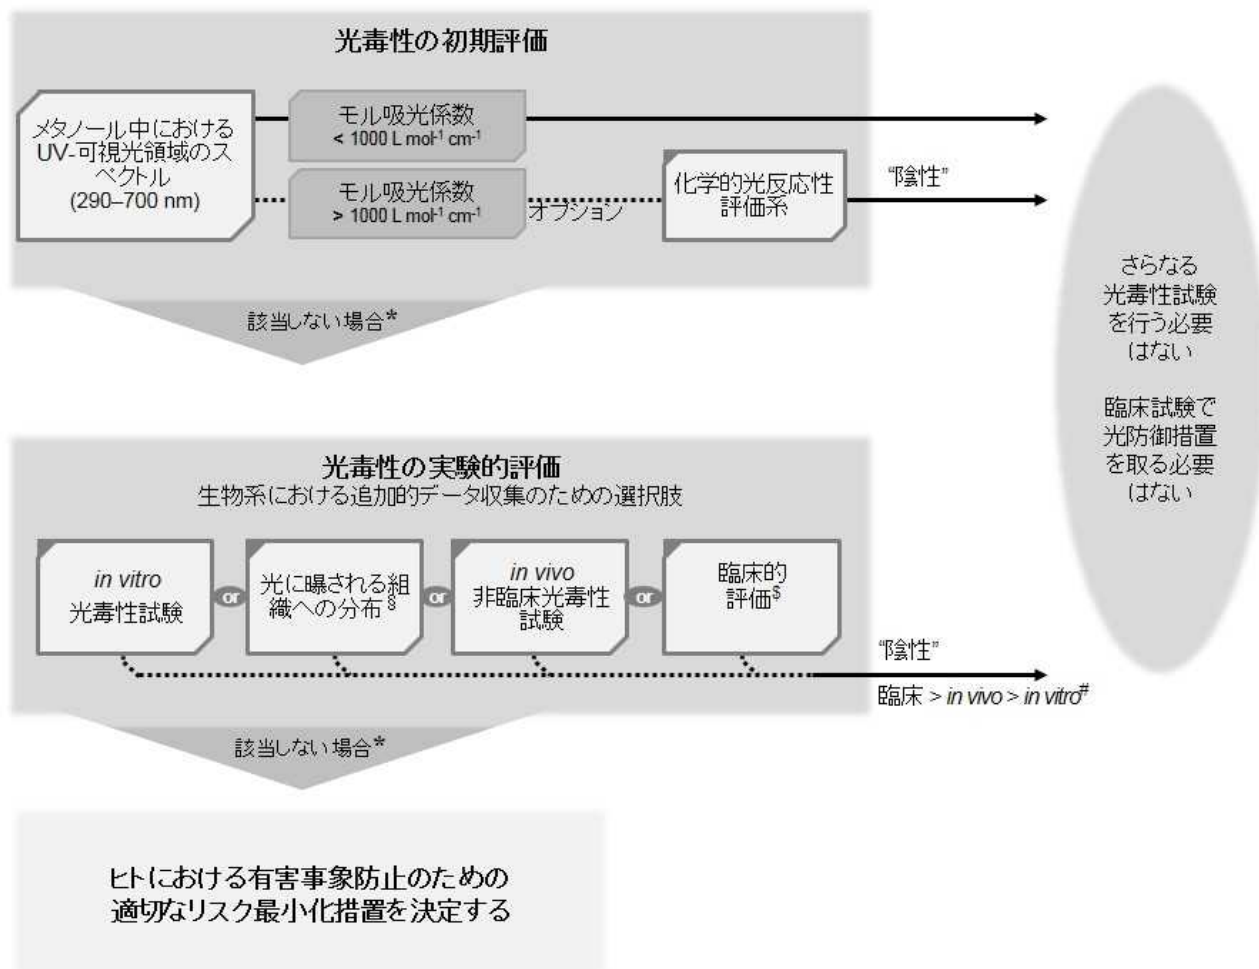 光毒性の初期評価
メタノール中における
UV-可視光領域のス
ペクトル
(290–700 nm)
モル吸光係数
< 1000 L mol-1 cm-1
モル吸光係数
> 1000 L mol-1 cm-1
オプション
化学的光反応性
評価系
“陰性”
該当しない場合*
さらなる
光毒性試験
を行う必要
はない
臨床試験で
光防御措置
を取る必要
はない
光毒性の実験的評価
生物系における追加的データ収集のための選択肢
in vitro
光毒性試験
or
光に曝される組
織への分布§
or
in vivo
非臨床光毒性
試験
or
臨床的
評価$
“陰性”
臨床 > in vivo > in vitro#
該当しない場合*
ヒトにおける有害事象防止のための
適切なリスク最小化措置を決定する